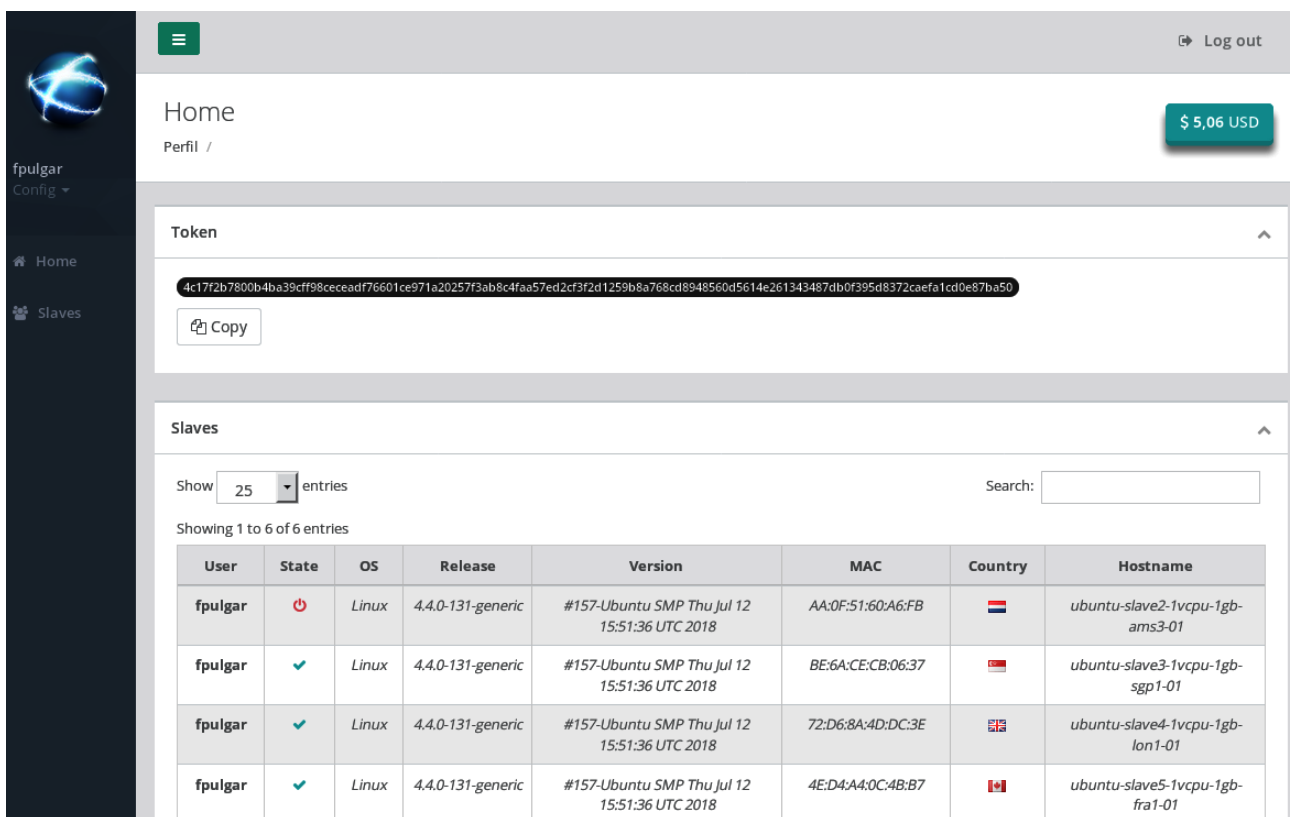 Log out
Home
Perfil /
$ 5,06 USD
fpulgar
Config
Home
Slaves
Token
4c17f2b7800b4ba39cff98ceceadf76601ce971a20257f3ab8c4faa57ed2cf3f2d1259b8a768cd8948560d5614e261343487db0f395d8372caefa1cd0e87ba50
Copy
Slaves
Show 25 entries
Search:
Showing 1 to 6 of 6 entries
User State OS Release Version MAC Country Hostname
fpulgar Linux 4.4.0-131-generic #157-Ubuntu SMP Thu Jul 12 AA:0F:51:60:A6:FB ubuntu-slave2-1vcpu-1gb-
15:51:36 UTC 2018 ams3-01
fpulgar Linux 4.4.0-131-generic #157-Ubuntu SMP Thu Jul 12 BE:6A:CE:CB:06:37 ubuntu-slave3-1vcpu-1gb-
15:51:36 UTC 2018 sgp1-01
fpulgar Linux 4.4.0-131-generic #157-Ubuntu SMP Thu Jul 12 72:D6:8A:4D:DC:3E ubuntu-slave4-1vcpu-1gb-
15:51:36 UTC 2018 lon1-01
fpulgar Linux 4.4.0-131-generic #157-Ubuntu SMP Thu Jul 12 4E:D4:A4:0C:4B:B7 ubuntu-slave5-1vcpu-1gb-
15:51:36 UTC 2018 fra1-01